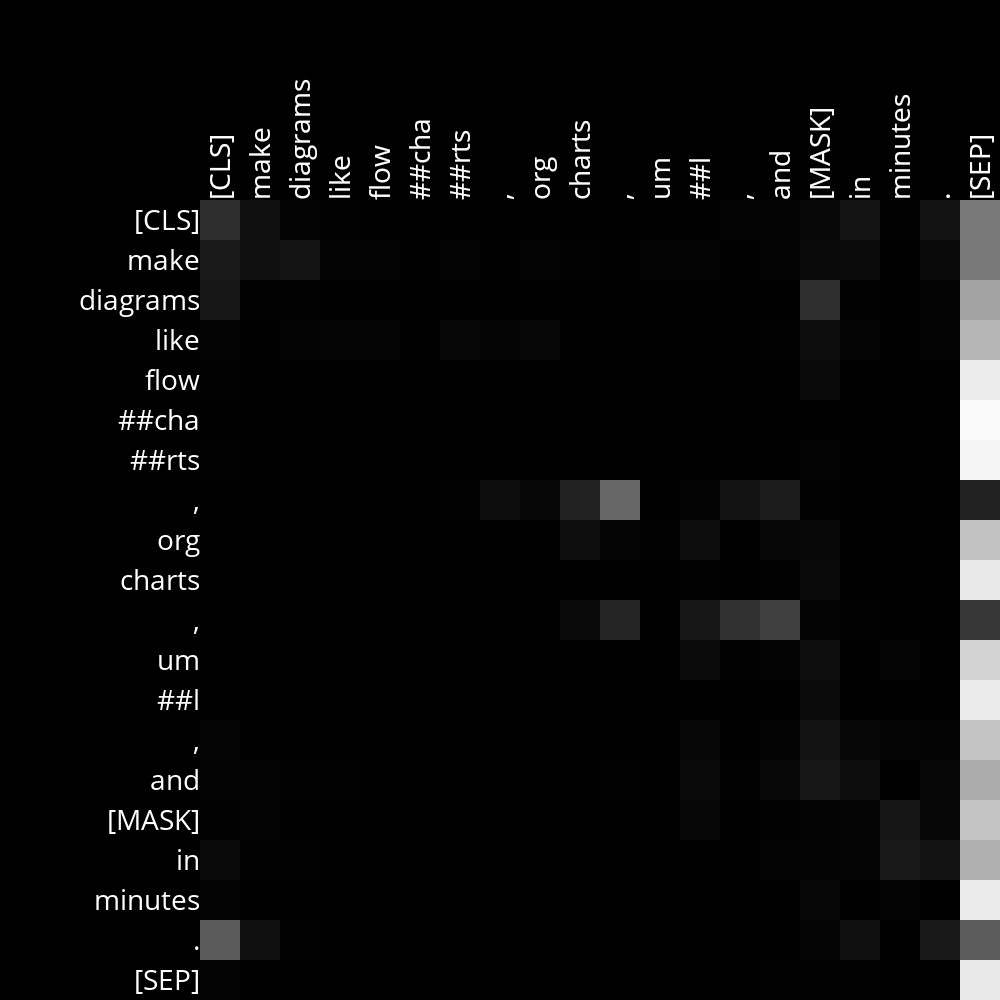 [CLS] make diagrams like flow ##cha ##rts , org charts , um ##l , and [MASK] in minutes . [SEP]
[CLS]
make
diagrams
like
flow
##cha
##rts
,
org
charts
,
um
##l
,
and
[MASK]
in
minutes
.
[SEP]